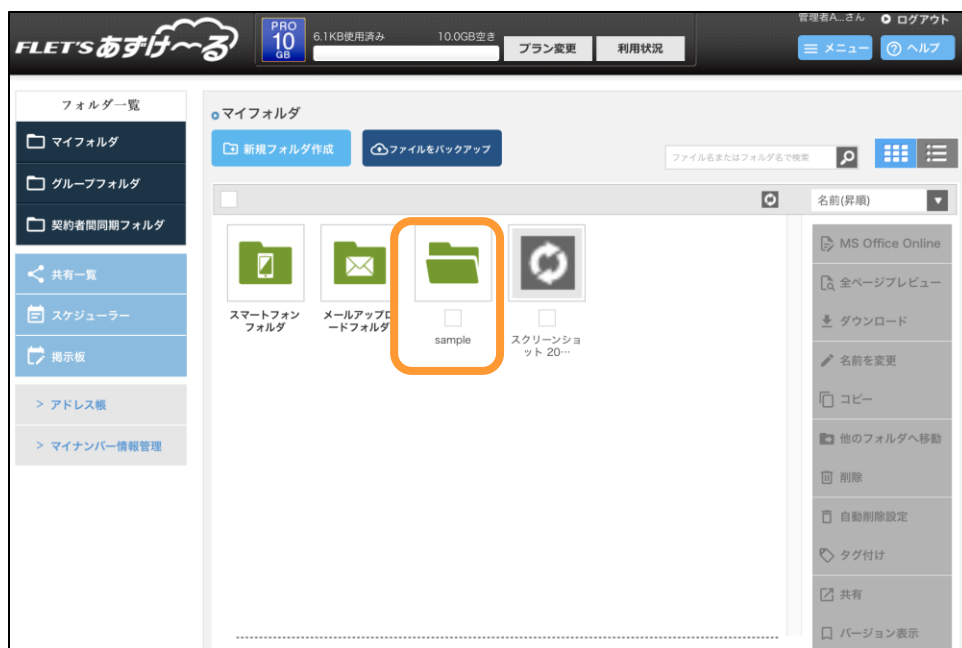 FLET'S あずけ～る
PRO
10
GB
6.1KB使用済み 10.0GB空き
プラン変更
利用状況
管理者A...さん
ログアウト
メニュー
ヘルプ
フォルダ一覧
マイフォルダ
グループフォルダ
契約者間同期フォルダ
共有一覧
スケジューラー
掲示板
> アドレス帳
> マイナンバー情報管理
マイフォルダ
新規フォルダ作成
ファイルをバックアップ
ファイル名またはフォルダ名で検索
名前(昇順)
スマートフォン
フォルダ
メールアップロ
ードフォルダ
sample
スクリーンショ
ット 20…
MS Office Online
全ページプレビュー
ダウンロード
名前を変更
コピー
他のフォルダへ移動
削除
自動削除設定
タグ付け
共有
バージョン表示